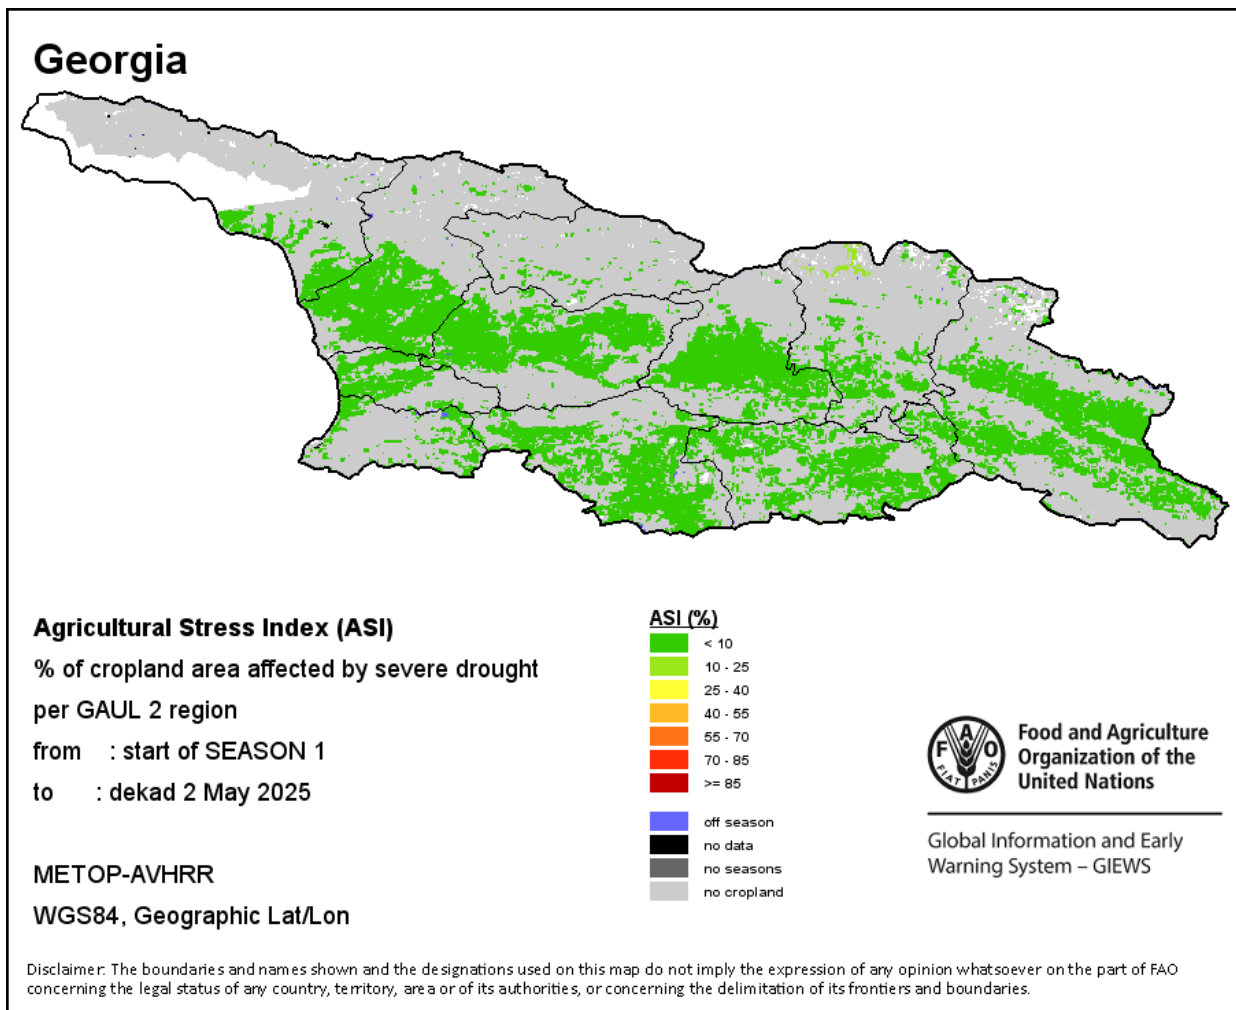 Georgia
Agricultural Stress Index (ASI)
% of cropland area affected by severe drought
per GAUL 2 region
from : start of SEASON 1
to : dekad 2 May 2025
METOP-AVHRR
WGS84, Geographic Lat/Lon
ASI (%)
< 10
10 - 25
25 - 40
40 - 55
55 - 70
70 - 85
>= 85
off season
no data
no seasons
no cropland
F A O
FIAT PANIS
Food and Agriculture
Organization of the
United Nations
Global Information and Early
Warning System – GIEWS
Disclaimer: The boundaries and names shown and the designations used on this map do not imply the expression of any opinion whatsoever on the part of FAO
concerning the legal status of any country, territory, area or of its authorities, or concerning the delimitation of its frontiers and boundaries.